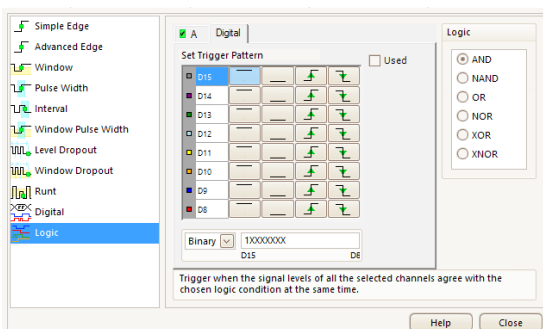 Simple Edge
Advanced Edge
Window
Pulse Width
Interval
Window Pulse Width
Level Dropout
Window Dropout
Runt
Digital
Logic
A Digital
Set Trigger Pattern
Used
D15
D14
D13
D12
D11
D10
D9
D8
Binary 1XXXXXXX
D15 D8
Logic
AND
NAND
OR
NOR
XOR
XNOR
Trigger when the signal levels of all the selected channels agree with the
chosen logic condition at the same time.
Help Close